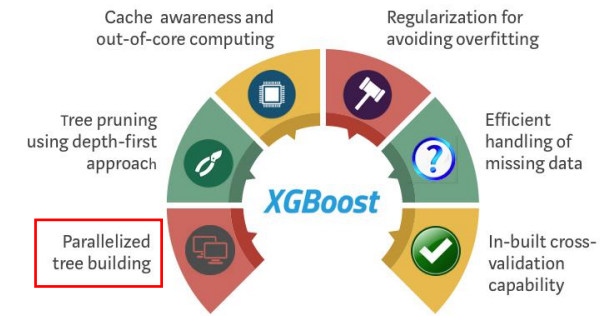 Cache awareness and
out-of-core computing
Regularization for
avoiding overfitting
Tree pruning
using depth-first
approach
Efficient
handling of
missing data
XGBoost
Parallelized
tree building
In-built cross-
validation
capability